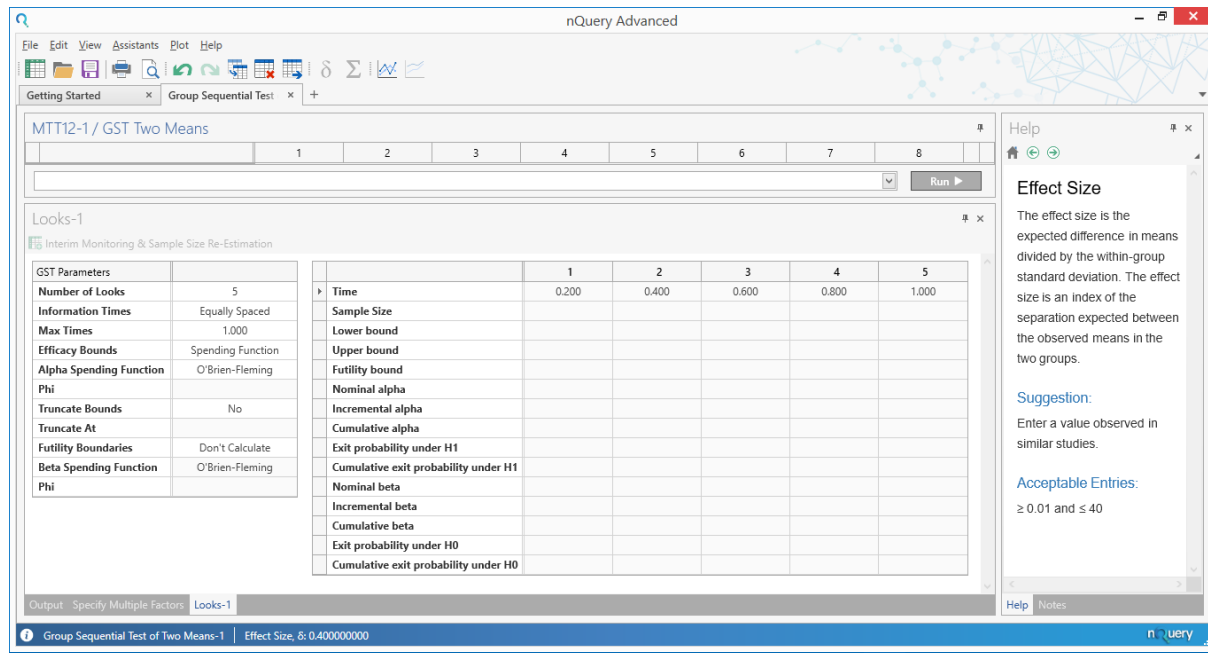 nQuery Advanced
File Edit View Assistants Plot Help
δ Σ
Getting Started × Group Sequential Test × +
MTT12-1 / GST Two Means
1 2 3 4 5 6 7 8
Run
Looks-1
Interim Monitoring & Sample Size Re-Estimation
GST Parameters
Number of Looks 5
Information Times Equally Spaced
Max Times 1.000
Efficacy Bounds Spending Function
Alpha Spending Function O'Brien-Fleming
Phi
Truncate Bounds No
Truncate At
Futility Boundaries Don't Calculate
Beta Spending Function O'Brien-Fleming
Phi
1 2 3 4 5
Time 0.200 0.400 0.600 0.800 1.000
Sample Size
Lower bound
Upper bound
Futility bound
Nominal alpha
Incremental alpha
Cumulative alpha
Exit probability under H1
Cumulative exit probability under H1
Nominal beta
Incremental beta
Cumulative beta
Exit probability under H0
Cumulative exit probability under H0
Output Specify Multiple Factors Looks-1
Help
Effect Size
The effect size is the
expected difference in means
divided by the within-group
standard deviation. The effect
size is an index of the
separation expected between
the observed means in the
two groups.
Suggestion:
Enter a value observed in
similar studies.
Acceptable Entries:
≥ 0.01 and ≤ 40
Help Notes
Group Sequential Test of Two Means-1 Effect Size, δ: 0.400000000
nQuery